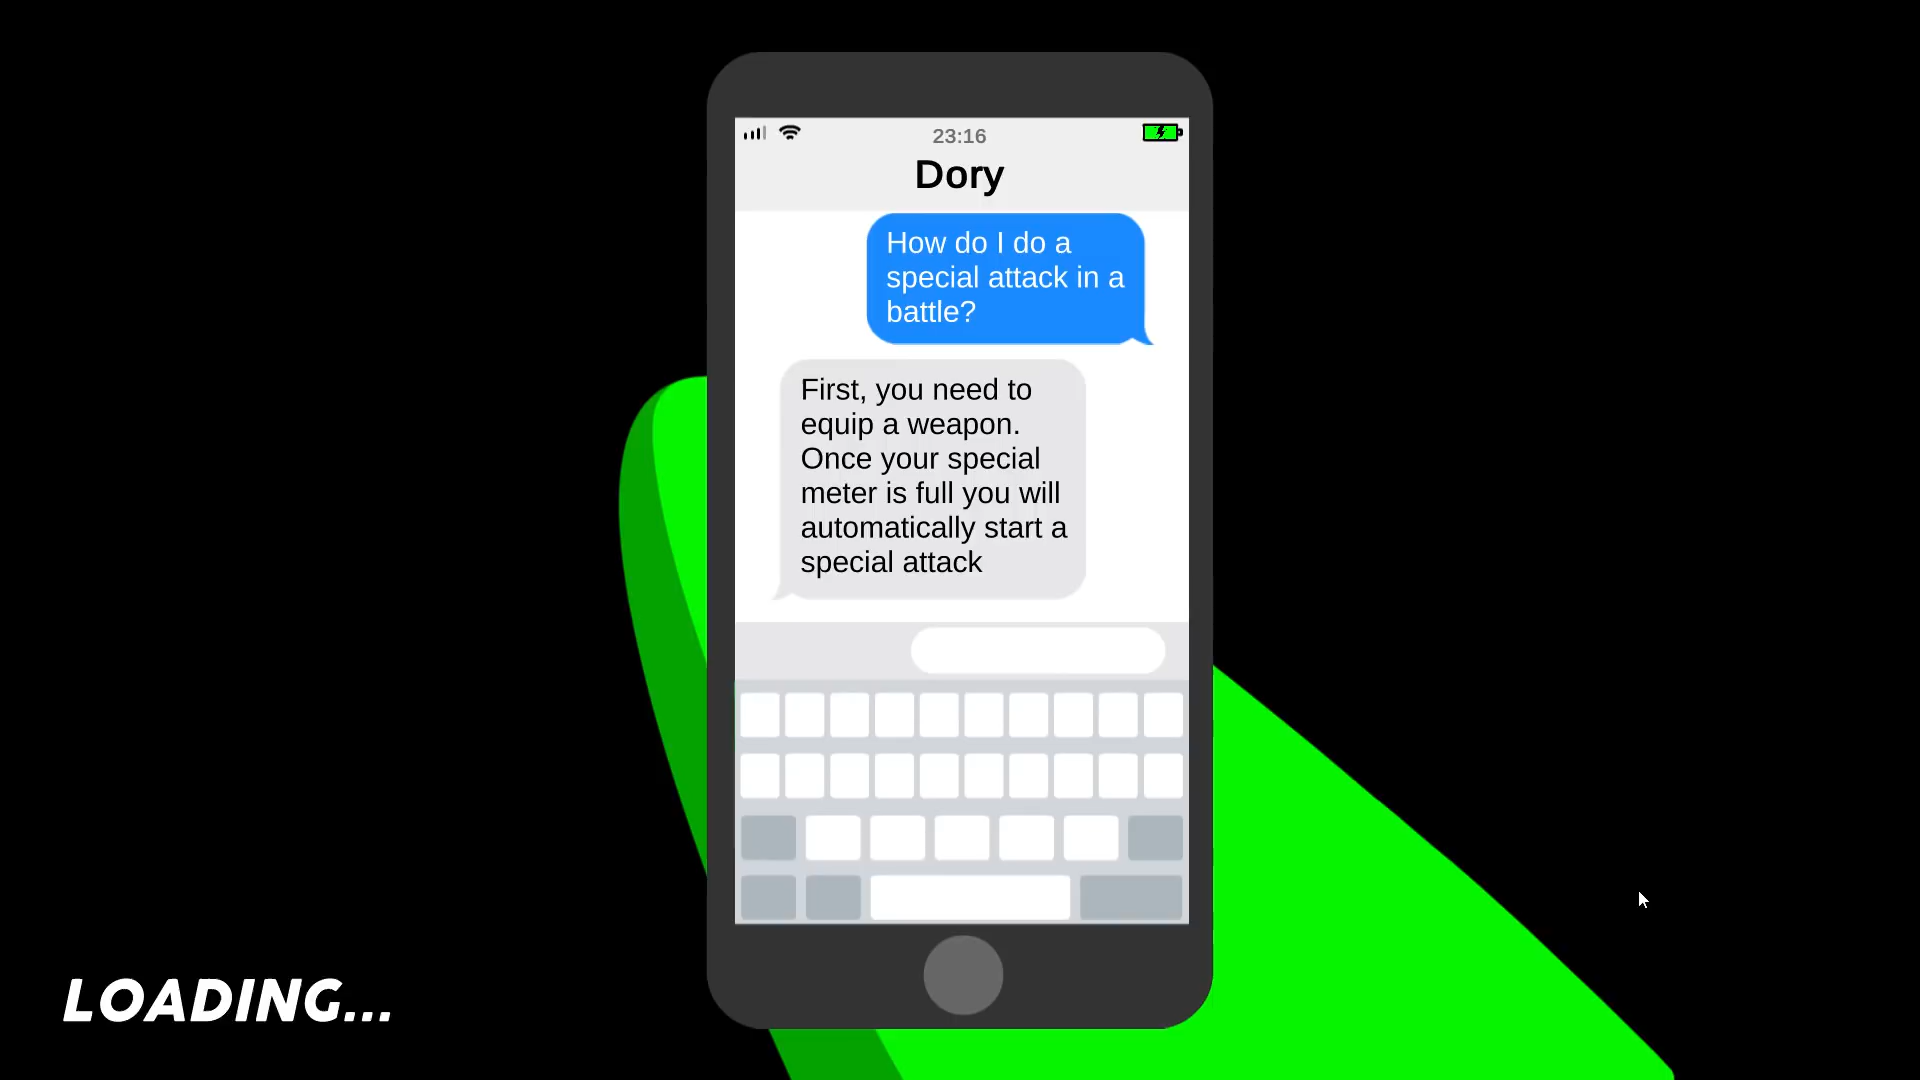 23:16
Dory
How do I do a
special attack in a
battle?
First, you need to
equip a weapon.
Once your special
meter is full you will
automatically start a
special attack
LOADING...